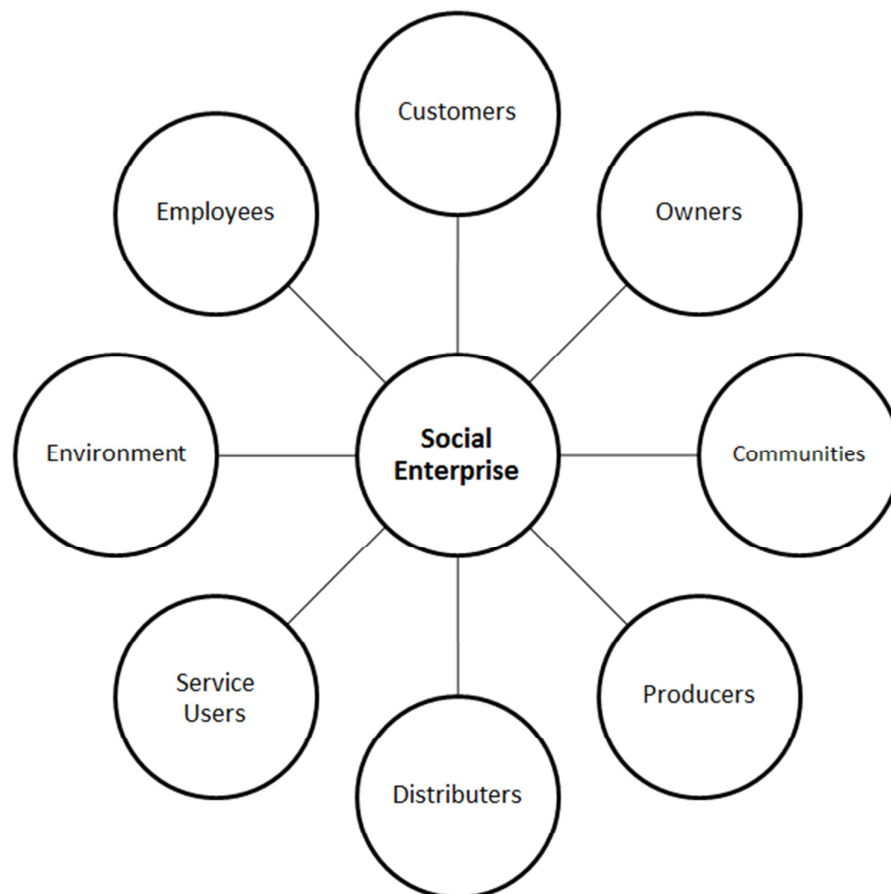 Customers
Employees
Owners
Social
Enterprise
Environment
Communities
Service
Users
Producers
Distributers